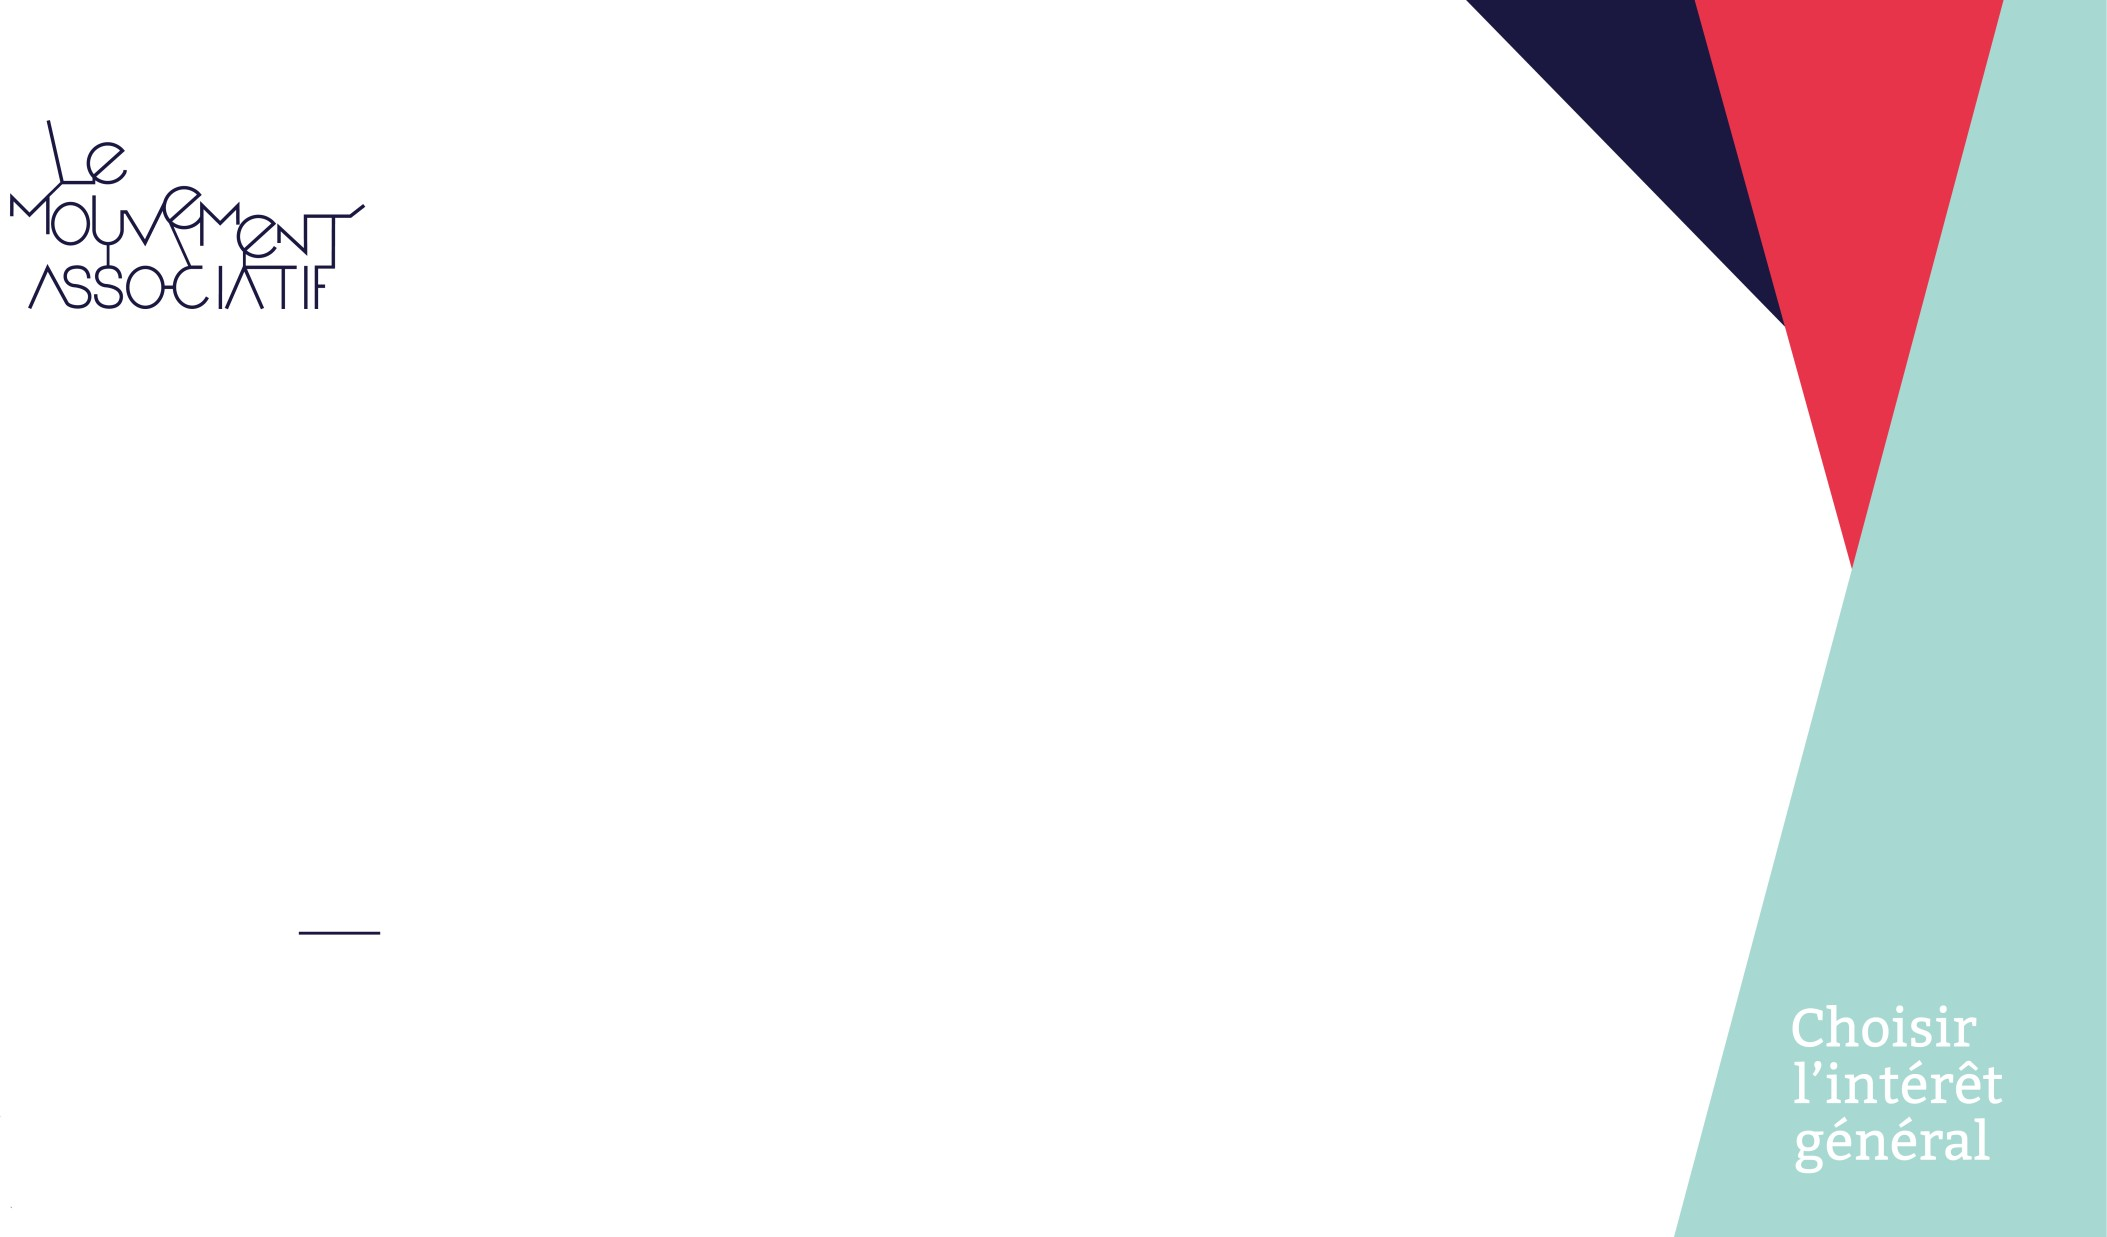 Le
Mouvement
ASSOCIATIF
Choisir
l’intérêt
général